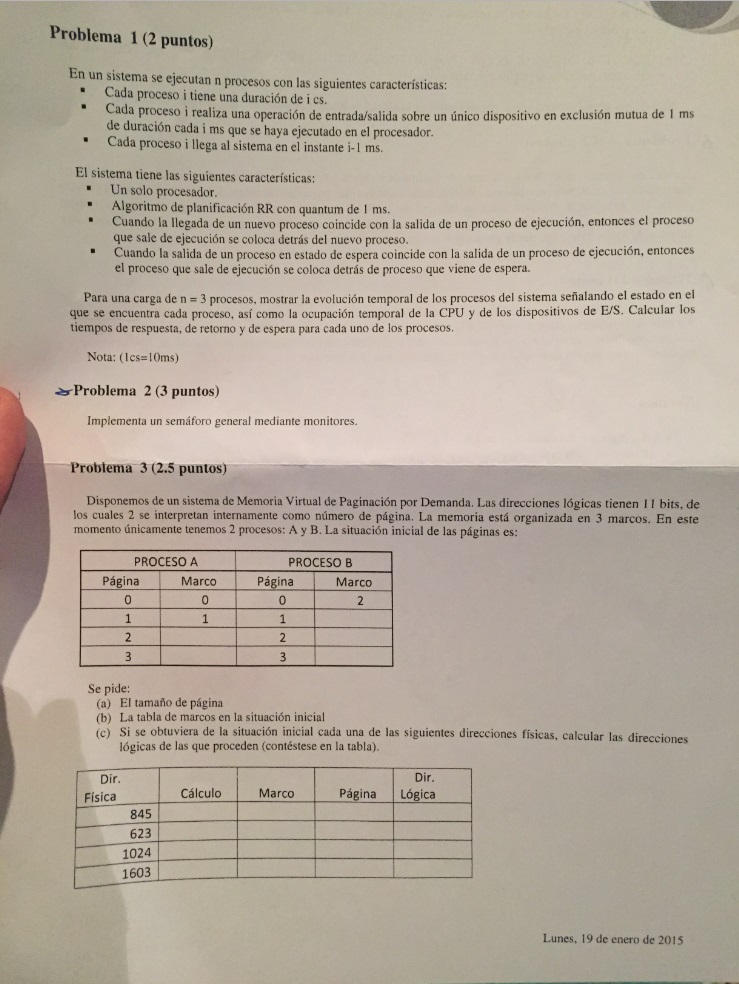 Problema 1 (2 puntos)
En un sistema se ejecutan n procesos con las siguientes características:
▪ Cada proceso i tiene una duración de i cs.
▪ Cada proceso i realiza una operación de entrada/salida sobre un único dispositivo en exclusión mutua de 1 ms
de duración cada i ms que se haya ejecutado en el procesador.
▪ Cada proceso i llega al sistema en el instante i-1 ms.
El sistema tiene las siguientes características:
▪ Un solo procesador.
▪ Algoritmo de planificación RR con quantum de 1 ms.
▪ Cuando la llegada de un nuevo proceso coincide con la salida de un proceso de ejecución, entonces el proceso
que sale de ejecución se coloca detrás del nuevo proceso.
▪ Cuando la salida de un proceso en estado de espera coincide con la salida de un proceso de ejecución, entonces
el proceso que sale de ejecución se coloca detrás de proceso que viene de espera.
Para una carga de n = 3 procesos, mostrar la evolución temporal de los procesos del sistema señalando el estado en el
que se encuentra cada proceso, así como la ocupación temporal de la CPU y de los dispositivos de E/S. Calcular los
tiempos de respuesta, de retorno y de espera para cada uno de los procesos.
Nota: (1cs=10ms)
Problema 2 (3 puntos)
Implementa un semáforo general mediante monitores.
Problema 3 (2.5 puntos)
Disponemos de un sistema de Memoria Virtual de Paginación por Demanda. Las direcciones lógicas tienen 11 bits, de
los cuales 2 se interpretan internamente como número de página. La memoria está organizada en 3 marcos. En este
momento únicamente tenemos 2 procesos: A y B. La situación inicial de las páginas es:
PROCESO A PROCESO B
Página Marco Página Marco
0 0 0 2
1 1 1
2 2
3 3
Se pide:
(a) El tamaño de página
(b) La tabla de marcos en la situación inicial
(c) Si se obtuviera de la situación inicial cada una de las siguientes direcciones físicas, calcular las direcciones
lógicas de las que proceden (contéstese en la tabla).
Dir. Física Cálculo Marco Página Dir. Lógica
845
623
1024
1603
Lunes, 19 de enero de 2015